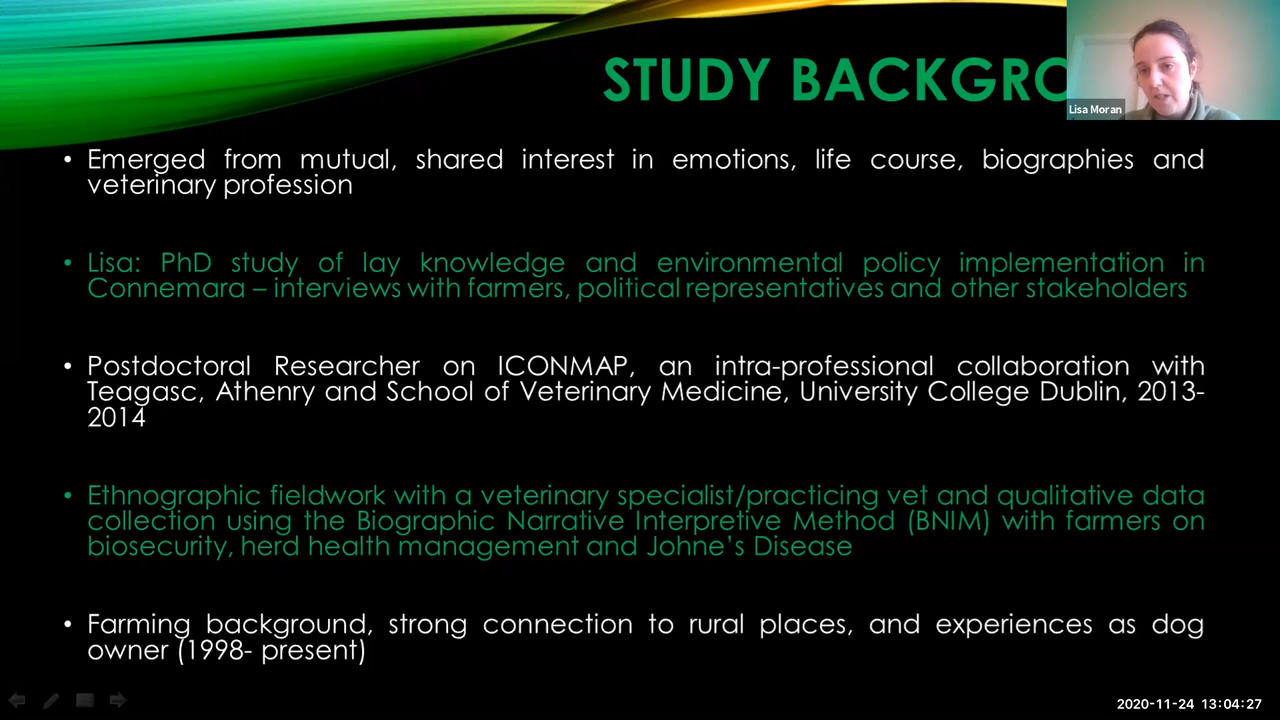 STUDY BACKGRO
Lisa Moran
• Emerged from mutual, shared interest in emotions, life course, biographies and
veterinary profession
• Lisa: PhD study of lay knowledge and environmental policy implementation in
Connemara – interviews with farmers, political representatives and other stakeholders
• Postdoctoral Researcher on ICONMAP, an intra-professional collaboration with
Teagasc, Athenry and School of Veterinary Medicine, University College Dublin, 2013-
2014
• Ethnographic fieldwork with a veterinary specialist/practicing vet and qualitative data
collection using the Biographic Narrative Interpretive Method (BNIM) with farmers on
biosecurity, herd health management and Johne’s Disease
• Farming background, strong connection to rural places, and experiences as dog
owner (1998- present)
2020-11-24 13:04:27